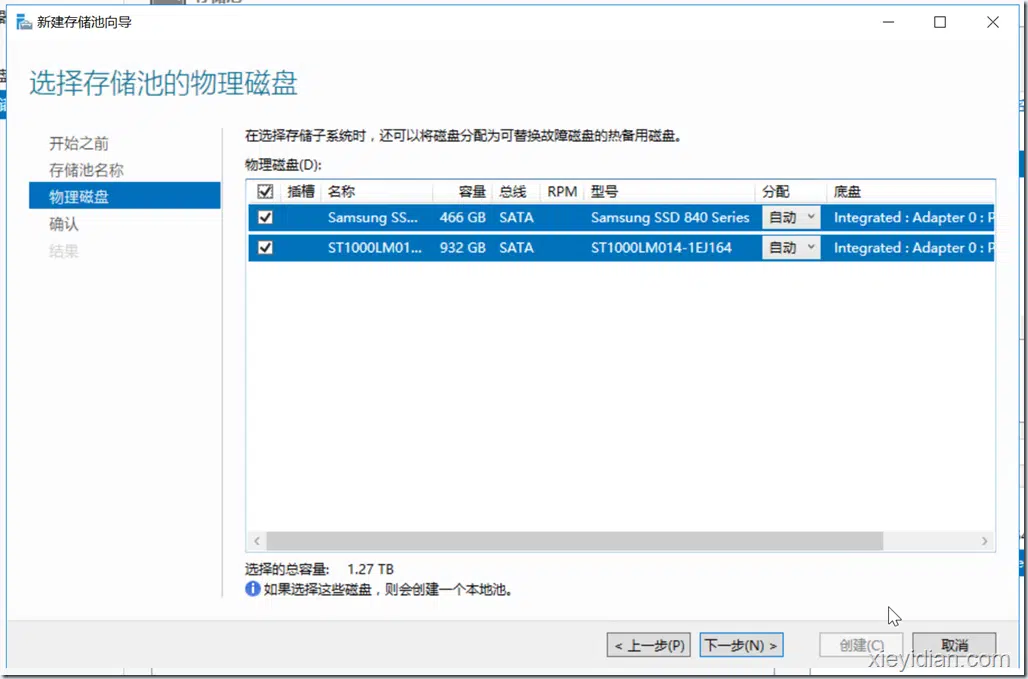 新建存储池向导
选择存储池的物理磁盘
开始之前
存储池名称
物理磁盘
确认
结果
在选择存储子系统时，还可以将磁盘分配为可替换故障磁盘的热备用磁盘。
物理磁盘(D):
插槽 名称 容量 总线 RPM 型号 分配 底盘
Samsung SS... 466 GB SATA Samsung SSD 840 Series 自动 Integrated : Adapter 0 : P
ST1000LM01... 932 GB SATA ST1000LM014-1EJ164 自动 Integrated : Adapter 0 : P
选择的总容量: 1.27 TB
如果选择这些磁盘，则会创建一个本地池。
< 上一步(P) 下一步(N) > 创建(C) 取消
xieyidian.com